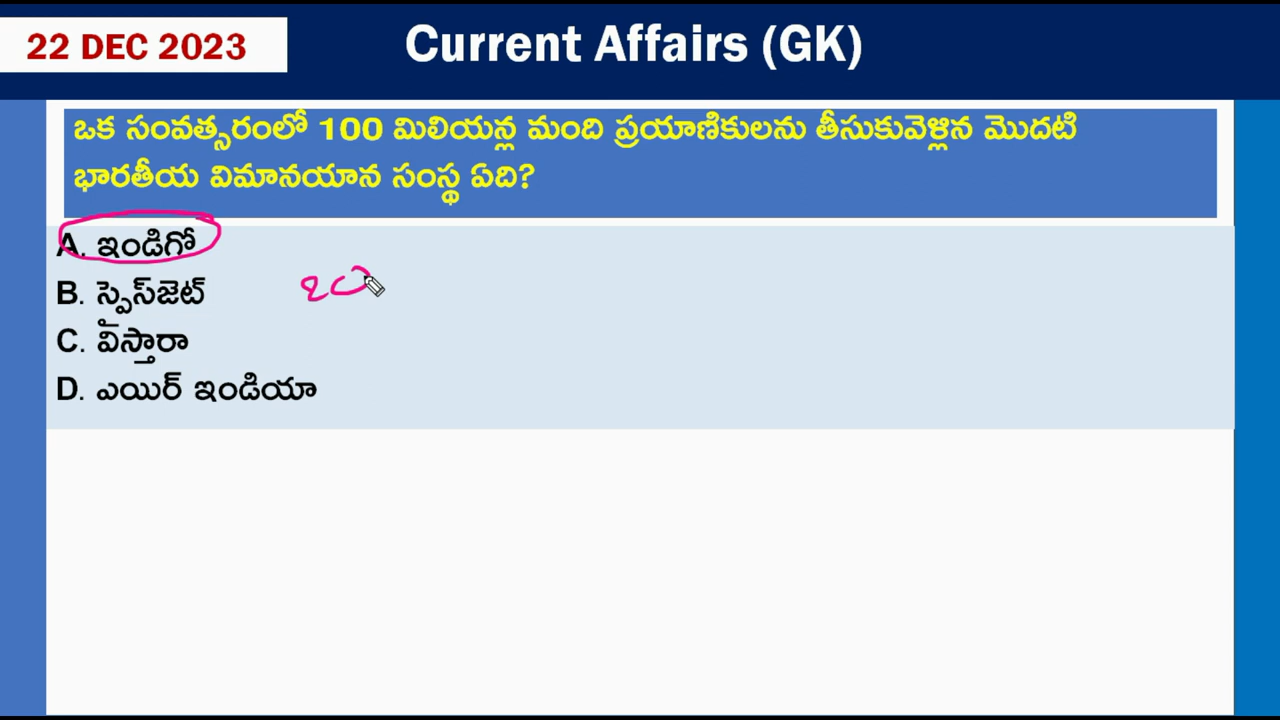 22 DEC 2023
Current Affairs (GK)
ఒక సంవత్సరంలో 100 మిలియన్ల మంది ప్రయాణికులను తీసుకువెళ్లిన మొదటి
భారతీయ విమానయాన సంస్థ ఏది?
A. ఇండిగో
B. స్పైస్‌జెట్
C. విస్తారా
D. ఎయిర్ ఇండియా